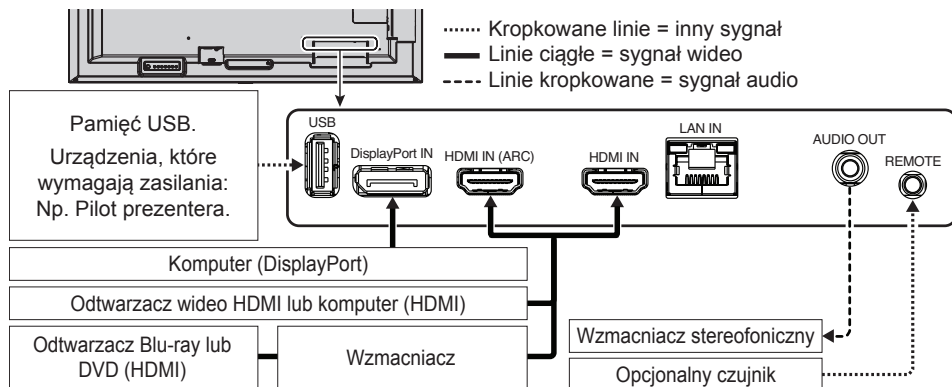 Kropkowane linie = inny sygnał
Linie ciągłe = sygnał wideo
Linie kropkowane = sygnał audio
Pamięć USB.
Urządzenia, które
wymagają zasilania:
Np. Pilot prezentera.
USB
DisplayPort IN
HDMI IN (ARC)
HDMI IN
LAN IN
AUDIO OUT
REMOTE
Komputer (DisplayPort)
Odtwarzacz wideo HDMI lub komputer (HDMI)
Odtwarzacz Blu-ray lub
DVD (HDMI)
Wzmacniacz
Wzmacniacz stereofoniczny
Opcjonalny czujnik